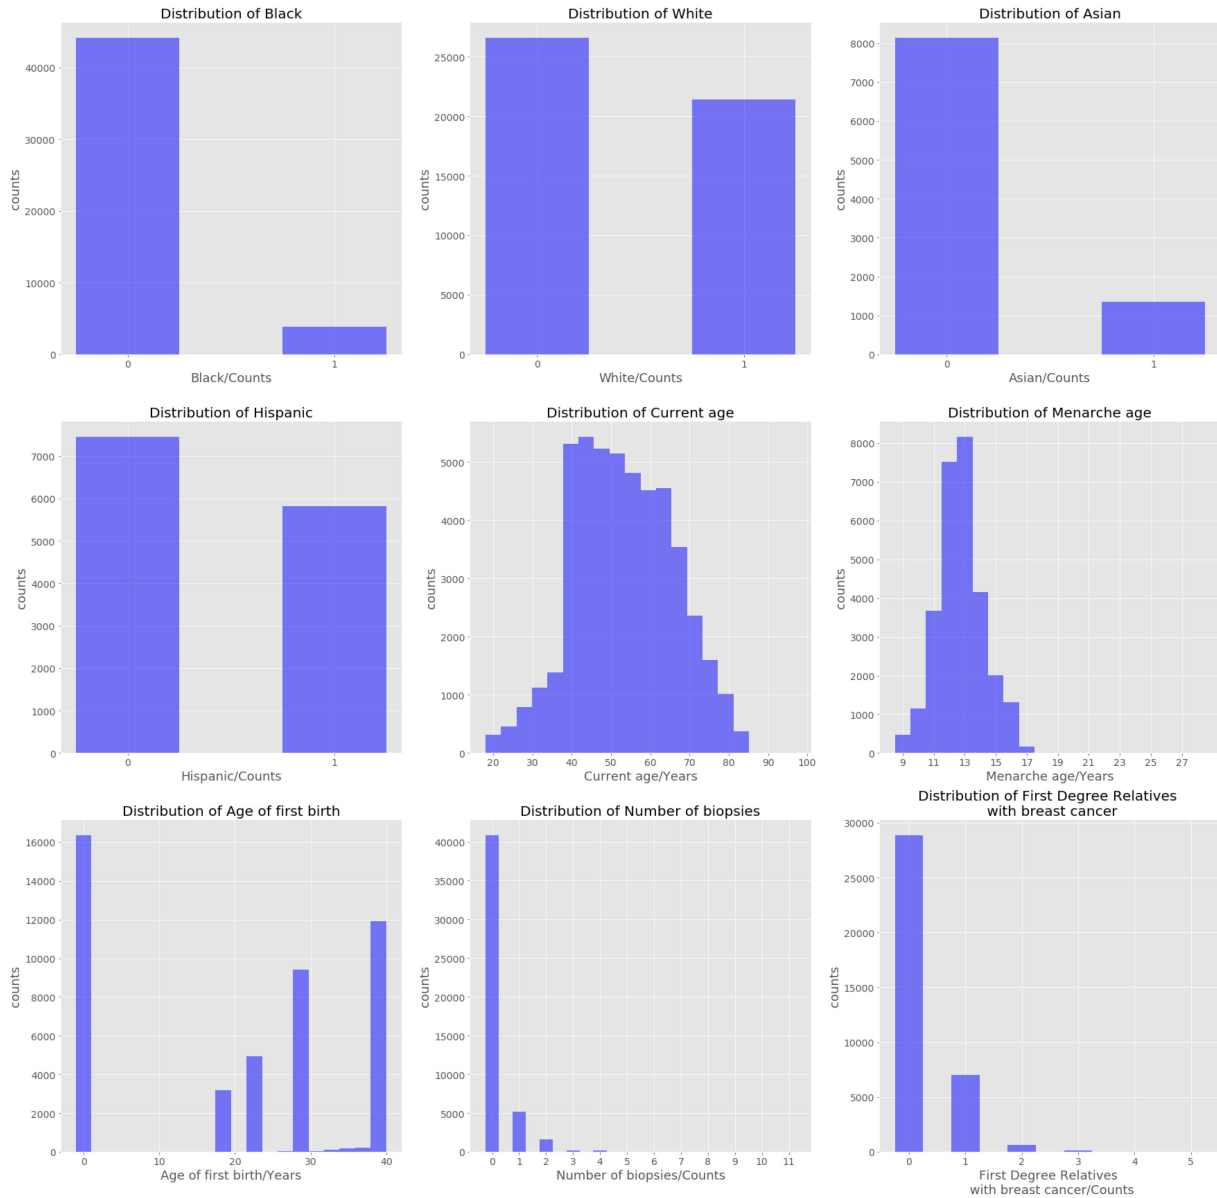 Distribution of Black
counts
40000
30000
20000
10000
0
0 1
Black/Counts
Distribution of White
counts
25000
20000
15000
10000
5000
0
0 1
White/Counts
Distribution of Asian
counts
8000
7000
6000
5000
4000
3000
2000
1000
0
0 1
Asian/Counts
Distribution of Hispanic
counts
7000
6000
5000
4000
3000
2000
1000
0
0 1
Hispanic/Counts
Distribution of Current age
counts
5000
4000
3000
2000
1000
0
20 30 40 50 60 70 80 90 100
Current age/Years
Distribution of Menarche age
counts
8000
7000
6000
5000
4000
3000
2000
1000
0
9 11 13 15 17 19 21 23 25 27
Menarche age/Years
Distribution of Age of first birth
counts
16000
14000
12000
10000
8000
6000
4000
2000
0
0 10 20 30 40
Age of first birth/Years
Distribution of Number of biopsies
counts
40000
35000
30000
25000
20000
15000
10000
5000
0
0 1 2 3 4 5 6 7 8 9 10 11
Number of biopsies/Counts
Distribution of First Degree Relatives
with breast cancer
counts
30000
25000
20000
15000
10000
5000
0
0 1 2 3 4 5
First Degree Relatives
with breast cancer/Counts